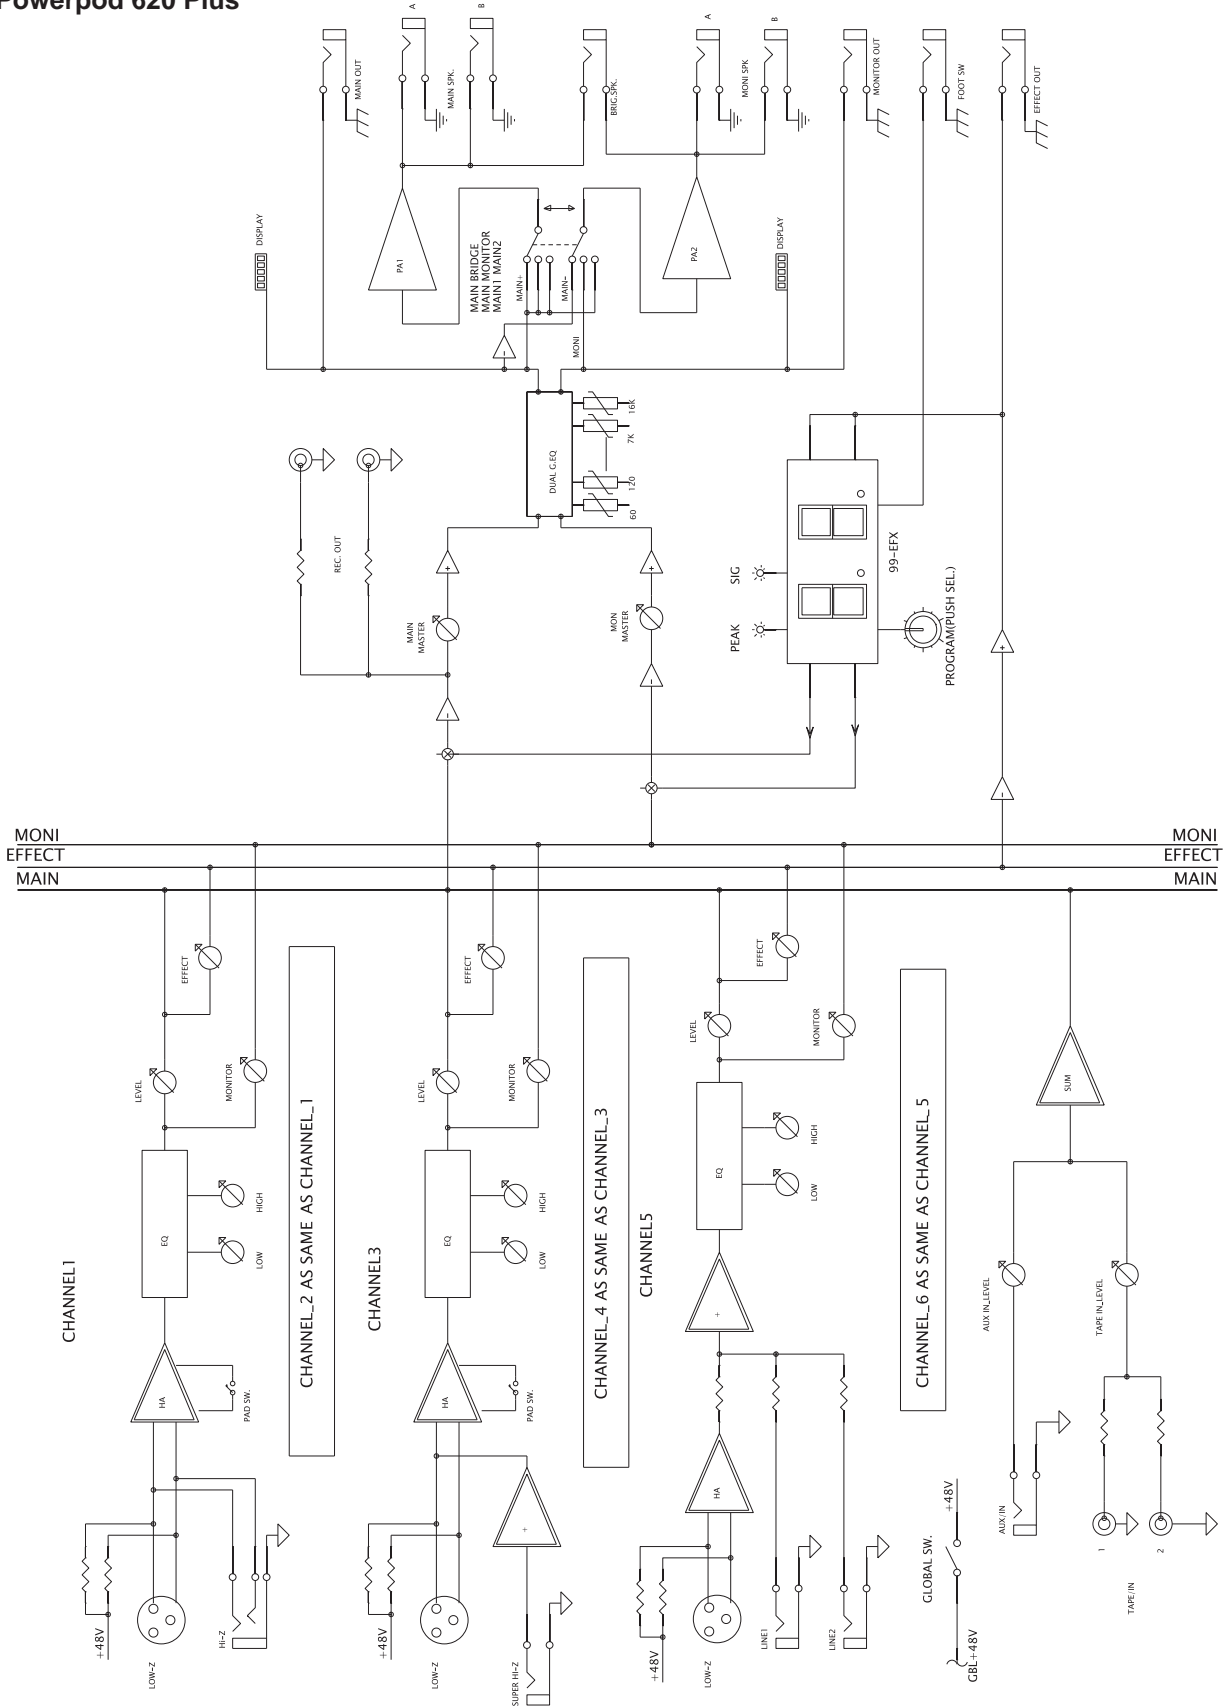 Powerpod 620 Plus
A
B
A
B
MAIN OUT
MAIN SPK.
BRIG.SPK.
MONI SPK
MONITOR OUT
FOOT SW
EFFECT OUT
DISPLAY
PA1
MAIN BRIDGE
MAIN MONITOR
MAIN1 MAIN2
MAIN+
MAIN-
PA2
DISPLAY
-
MONI
DUAL G.EQ
16K
7K
120
60
REC. OUT
+
+
MAIN
MASTER
MON
MASTER
SIG
PEAK
99-EFX
PROGRAM(PUSH SEL.)
-
-
+
-
MONI
MONI
EFFECT
EFFECT
MAIN
MAIN
EFFECT
LEVEL
MONITOR
EQ
HIGH
LOW
CHANNEL1
HA
PAD SW.
+48V
LOW-Z
HI-Z
CHANNEL_2 AS SAME AS CHANNEL_1
EFFECT
LEVEL
MONITOR
EQ
HIGH
LOW
CHANNEL3
HA
PAD SW.
+
+48V
LOW-Z
SUPER HI-Z
CHANNEL_4 AS SAME AS CHANNEL_3
EFFECT
LEVEL
MONITOR
EQ
HIGH
LOW
CHANNEL5
+
HA
+48V
LOW-Z
LINE1
LINE2
CHANNEL_6 AS SAME AS CHANNEL_5
GLOBAL SW.
+48V
GBL+48V
SUM
AUX IN_LEVEL
TAPE IN_LEVEL
AUX/IN
1
2
TAPE/IN